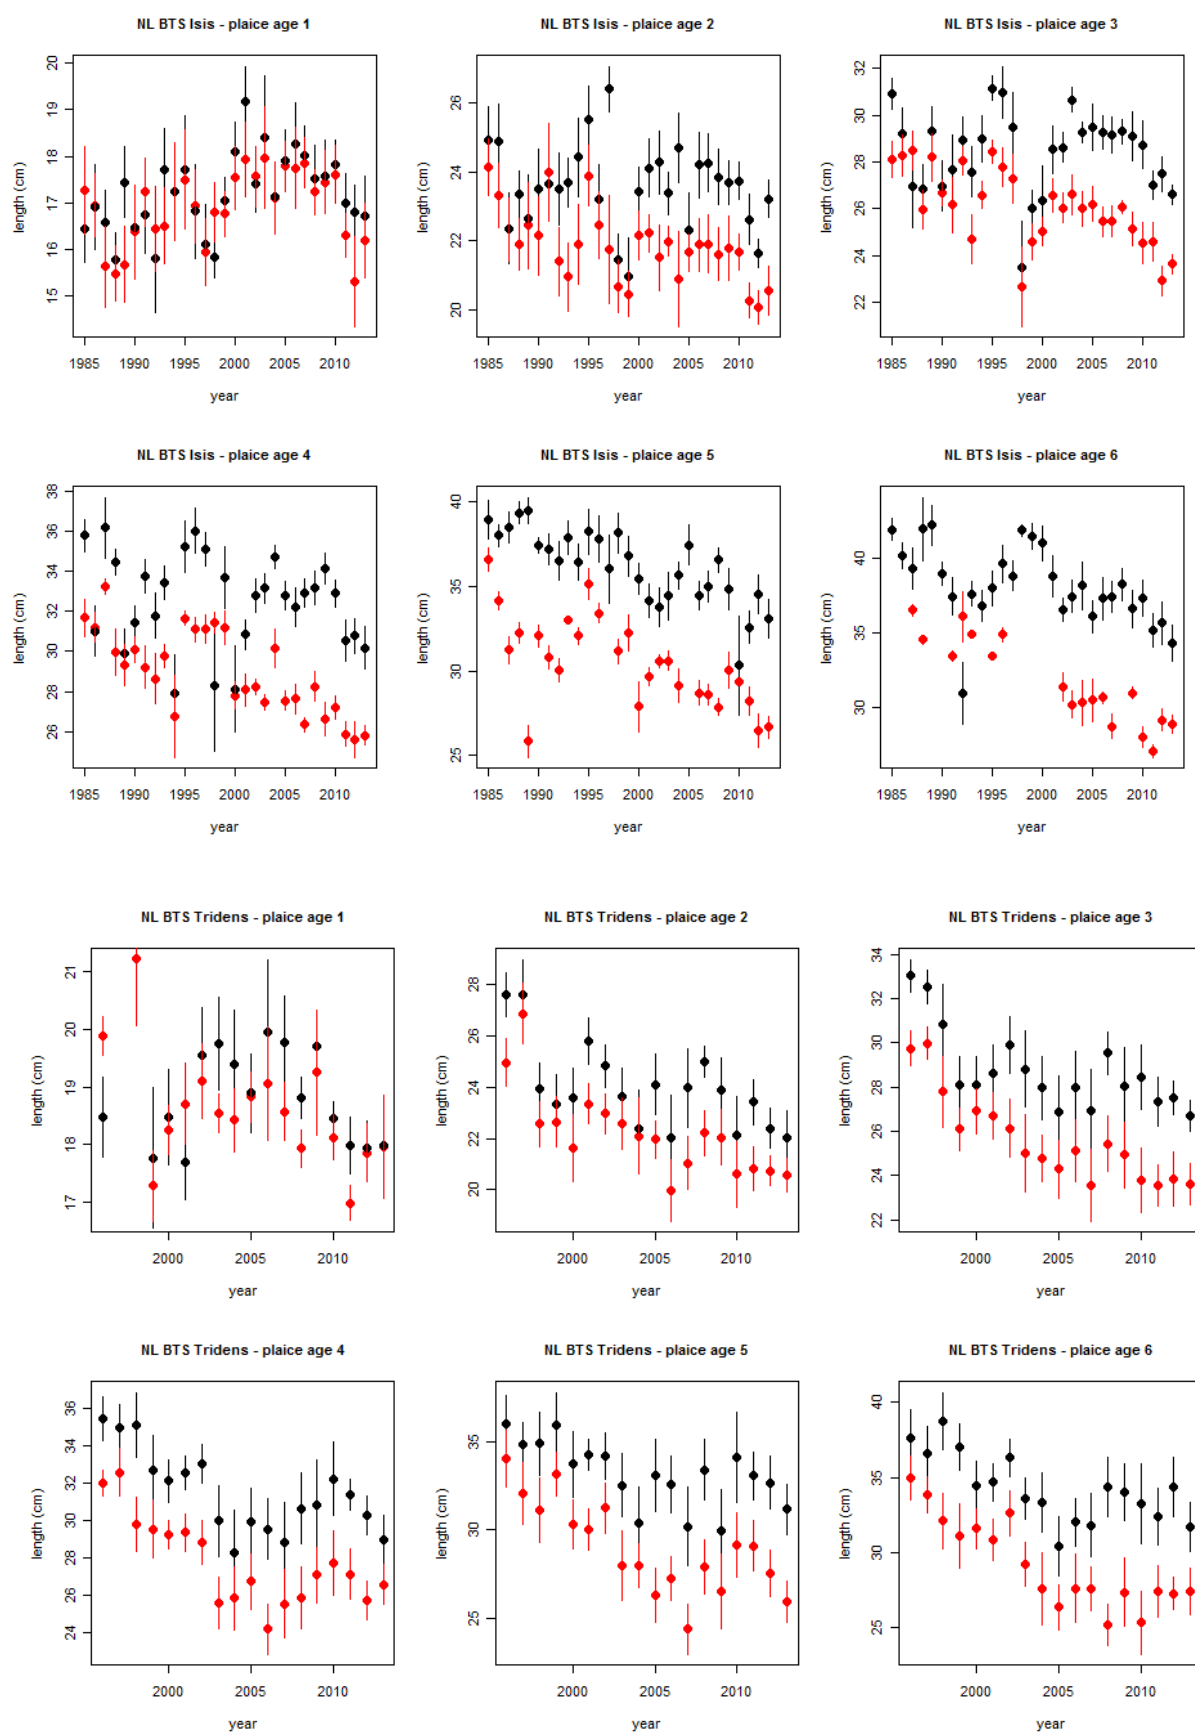 NL BTS Isis - plaice age 1
NL BTS Isis - plaice age 2
NL BTS Isis - plaice age 3
length (cm)
15 16 17 18 19 20
1985 1990 1995 2000 2005 2010
year
length (cm)
20 22 24 26
1985 1990 1995 2000 2005 2010
year
length (cm)
22 24 26 28 30 32
1985 1990 1995 2000 2005 2010
year
NL BTS Isis - plaice age 4
NL BTS Isis - plaice age 5
NL BTS Isis - plaice age 6
length (cm)
26 28 30 32 34 36 38
1985 1990 1995 2000 2005 2010
year
length (cm)
25 30 35 40
1985 1990 1995 2000 2005 2010
year
length (cm)
30 35 40
1985 1990 1995 2000 2005 2010
year
NL BTS Tridens - plaice age 1
NL BTS Tridens - plaice age 2
NL BTS Tridens - plaice age 3
length (cm)
17 18 19 20 21
2000 2005 2010
year
length (cm)
20 22 24 26 28
2000 2005 2010
year
length (cm)
22 24 26 28 30 32 34
2000 2005 2010
year
NL BTS Tridens - plaice age 4
NL BTS Tridens - plaice age 5
NL BTS Tridens - plaice age 6
length (cm)
24 26 28 30 32 34 36
2000 2005 2010
year
length (cm)
25 30 35
2000 2005 2010
year
length (cm)
25 30 35 40
2000 2005 2010
year